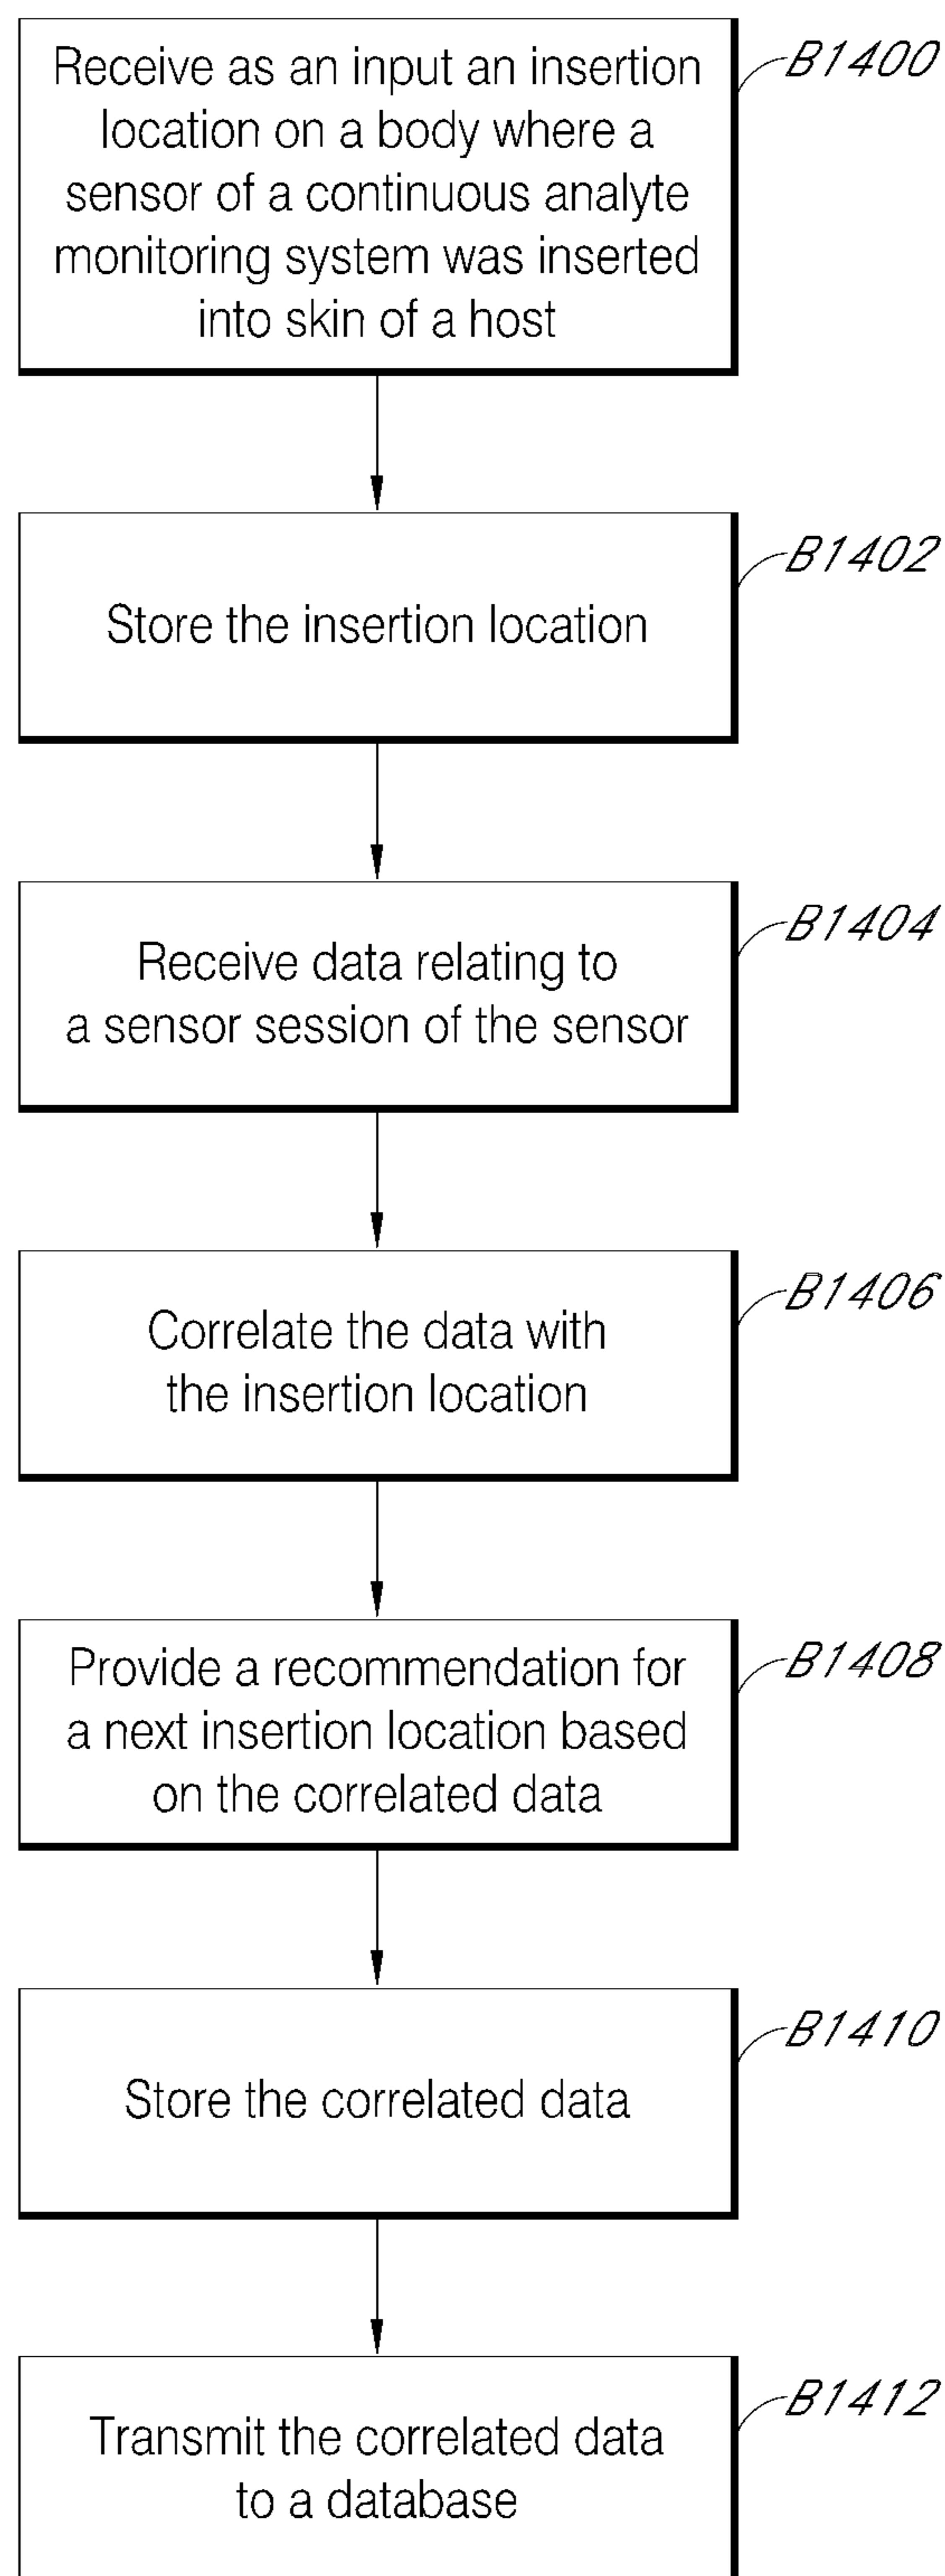 Receive as an input an insertion
location on a body where a
sensor of a continuous analyte
monitoring system was inserted
into skin of a host
B1400
Store the insertion location
B1402
Receive data relating to
a sensor session of the sensor
B1404
Correlate the data with
the insertion location
B1406
Provide a recommendation for
a next insertion location based
on the correlated data
B1408
Store the correlated data
B1410
Transmit the correlated data
to a database
B1412